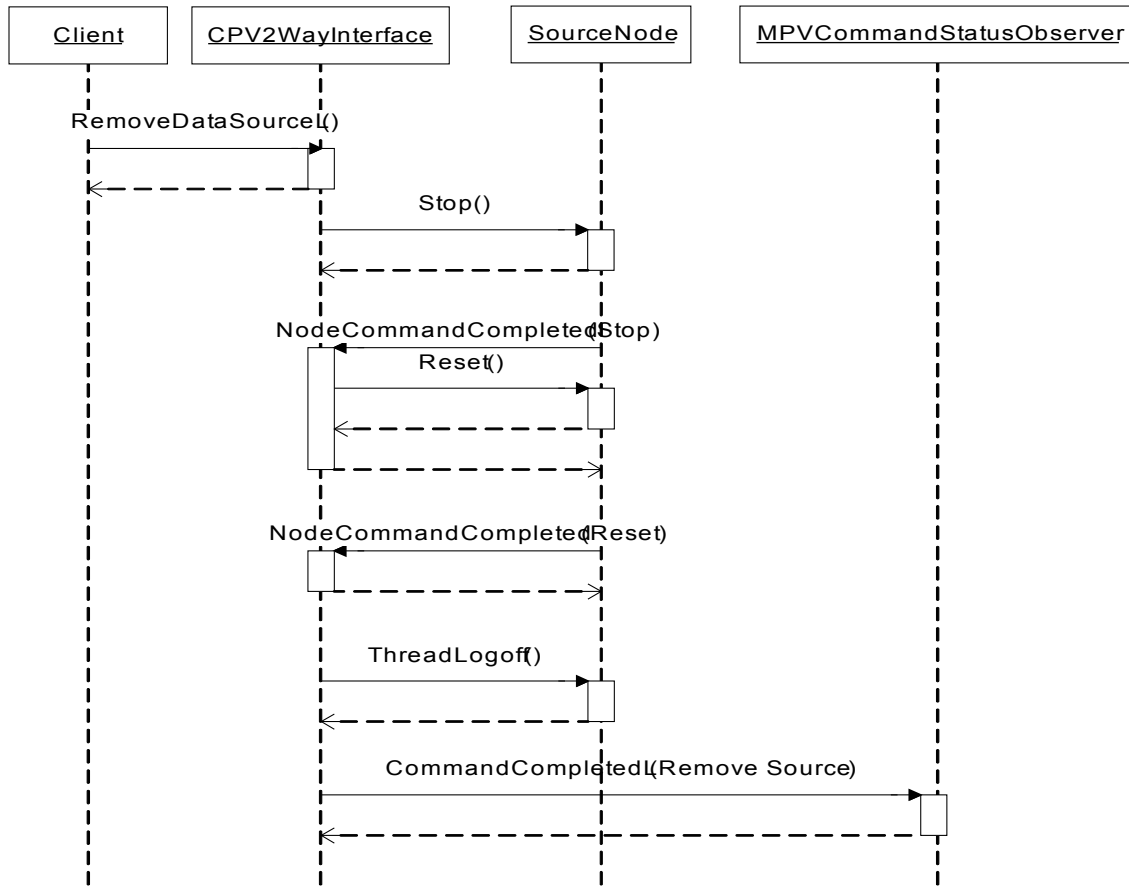 Client
CPV2WayInterface
SourceNode
MPVCommandStatusObserver
RemoveDataSourceL()
Stop()
NodeCommandCompleted(Stop)
Reset()
NodeCommandCompleted(Reset)
ThreadLogoff()
CommandCompletedL(Remove Source)